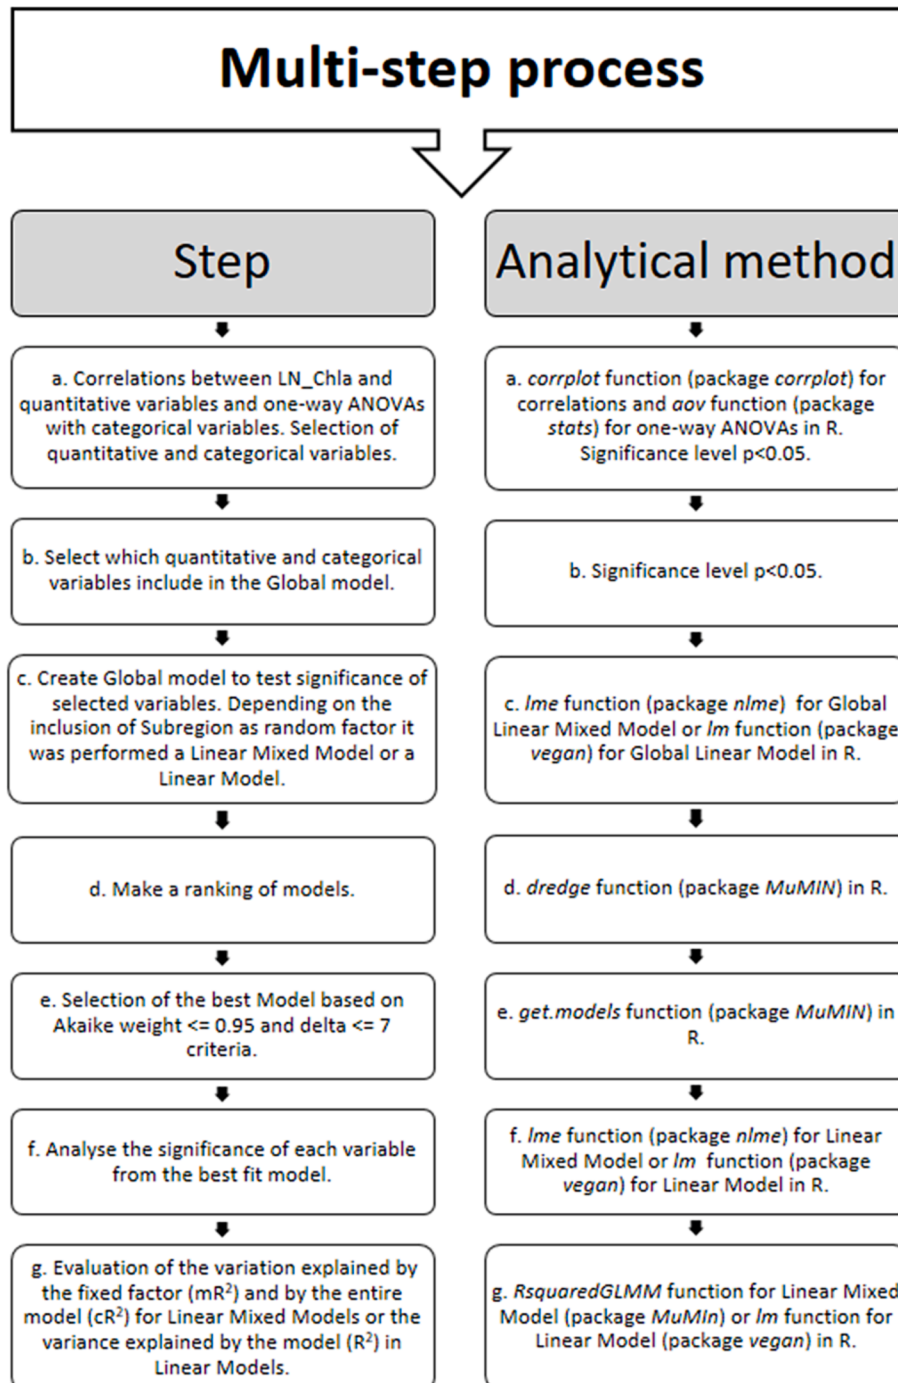 Multi-step process
Step
Analytical method
a. Correlations between LN_Chla and
quantitative variables and one-way ANOVAs
with categorical variables. Selection of
quantitative and categorical variables.
a. corrplot function (package corrplot) for
correlations and aov function (package
stats) for one-way ANOVAs in R.
Significance level p<0.05.
b. Select which quantitative and categorical
variables include in the Global model.
b. Significance level p<0.05.
c. Create Global model to test significance of
selected variables. Depending on the
inclusion of Subregion as random factor it
was performed a Linear Mixed Model or a
Linear Model.
c. lme function (package nlme) for Global
Linear Mixed Model or lm function (package
vegan) for Global Linear Model in R.
d. Make a ranking of models.
d. dredge function (package MuMIN) in R.
e. Selection of the best Model based on
Akaike weight <= 0.95 and delta <= 7
criteria.
e. get.models function (package MuMIN) in
R.
f. Analyse the significance of each variable
from the best fit model.
f. lme function (package nlme) for Linear
Mixed Model or lm function (package
vegan) for Linear Model in R.
g. Evaluation of the variation explained by
the fixed factor (mR²) and by the entire
model (cR²) for Linear Mixed Models or the
variance explained by the model (R²) in
Linear Models.
g. RsquaredGLMM function for Linear Mixed
Model (package MuMIn) or lm function for
Linear Model (package vegan) in R.